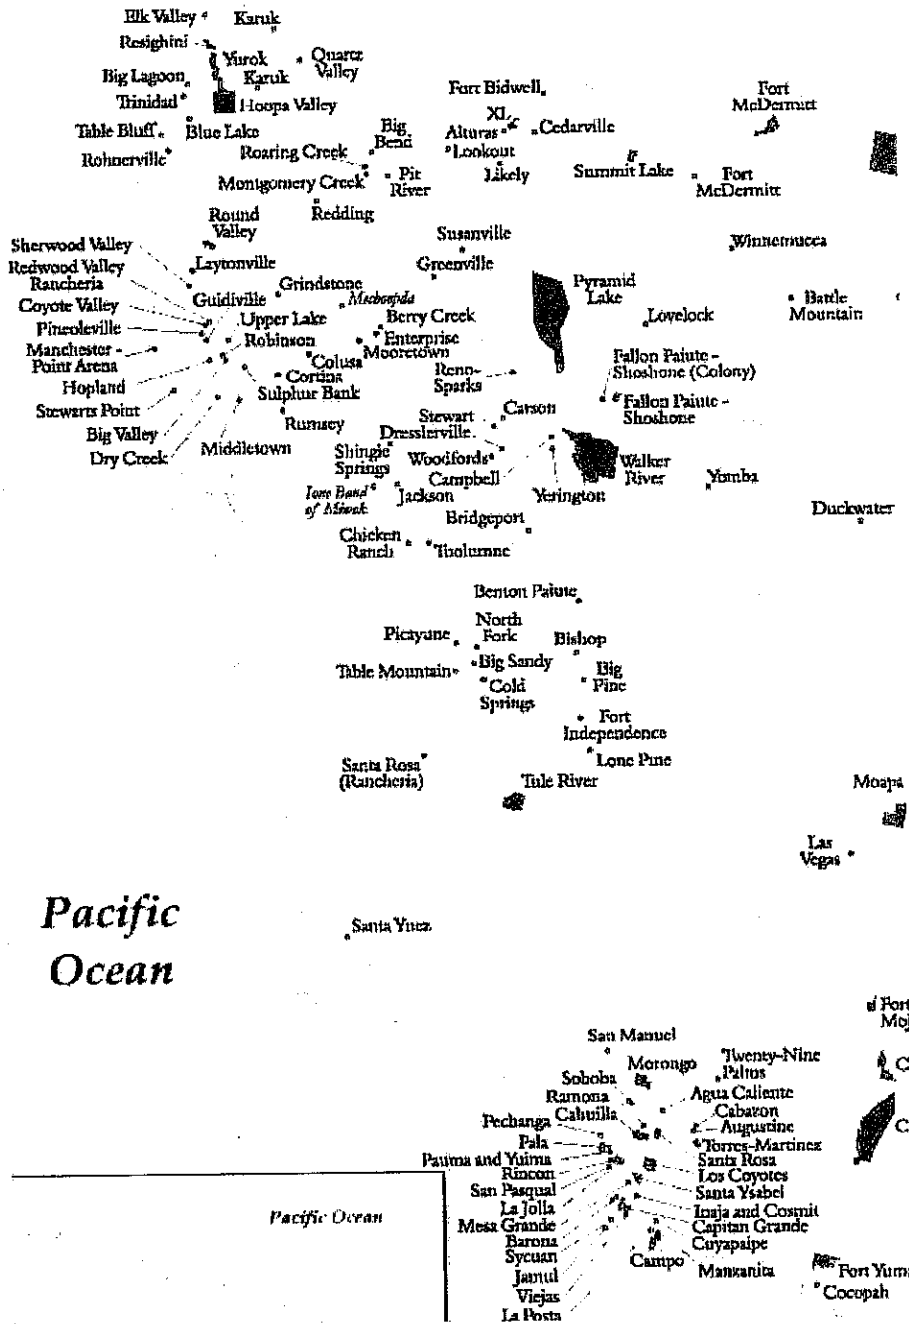 Elk Valley
Karuk
Resighini
Yurok
Quartz
Valley
Big Lagoon
Karuk
Trinidad
Hoopa Valley
Fort Bidwell
Fort
McDermitt
Table Bluff
Blue Lake
Big
Bend
XL
Alturas
Cedarville
Rohnerville
Roaring Creek
Lookout
Montgomery Creek
Pit
River
Likely
Summit Lake
Fort
McDermitt
Redding
Round
Valley
Sherwood Valley
Susanville
Winnemucca
Redwood Valley
Rancheria
Laytonville
Greenville
Coyote Valley
Guidiville
Grindstone
Mechoopda
Pyramid
Lake
Battle
Mountain
Pinoleville
Upper Lake
Berry Creek
Lovelock
Manchester -
Point Arena
Robinson
Enterprise
Colusa
Mooretown
Hopland
Cortina
Reno-
Sparks
Fallon Paiute -
Shoshone (Colony)
Stewarts Point
Sulphur Bank
Fallon Paiute -
Shoshone
Big Valley
Rumsey
Stewart
Carson
Dry Creek
Middletown
Dresslerville
Shingle
Springs
Woodfords
Walker
River
Campbell
Yomba
Ione Band
of Miwok
Jackson
Yerington
Bridgeport
Duckwater
Chicken
Ranch
Tuolumne
Benton Paiute
North
Fork
Picayune
Bishop
Table Mountain
Big Sandy
Big
Pine
Cold
Springs
Fort
Independence
Lone Pine
Santa Rosa
(Rancheria)
Tule River
Moapa
Las
Vegas
Pacific
Ocean
Santa Ynez
Fort
Moj
San Manuel
Morongo
Twenty-Nine
Palms
C
Soboba
Ramona
Agua Caliente
Cahuilla
Cabazon
Pechanga
Augustine
C
Pala
Torres-Martinez
Pauma and Yuima
Santa Rosa
Rincon
Los Coyotes
San Pasqual
Santa Ysabel
La Jolla
Inaja and Cosmit
Mesa Grande
Capitan Grande
Barona
Cuyapaipe
Sycuan
Campo
Manzanita
Jamul
Viejas
La Posta
Fort Yuma
Cocopah
Pacific Ocean